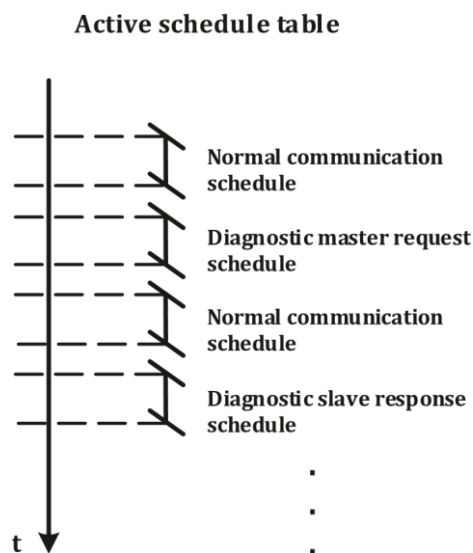 Active schedule table
Normal communication
schedule
Diagnostic master request
schedule
Normal communication
schedule
Diagnostic slave response
schedule
.
.
.
t